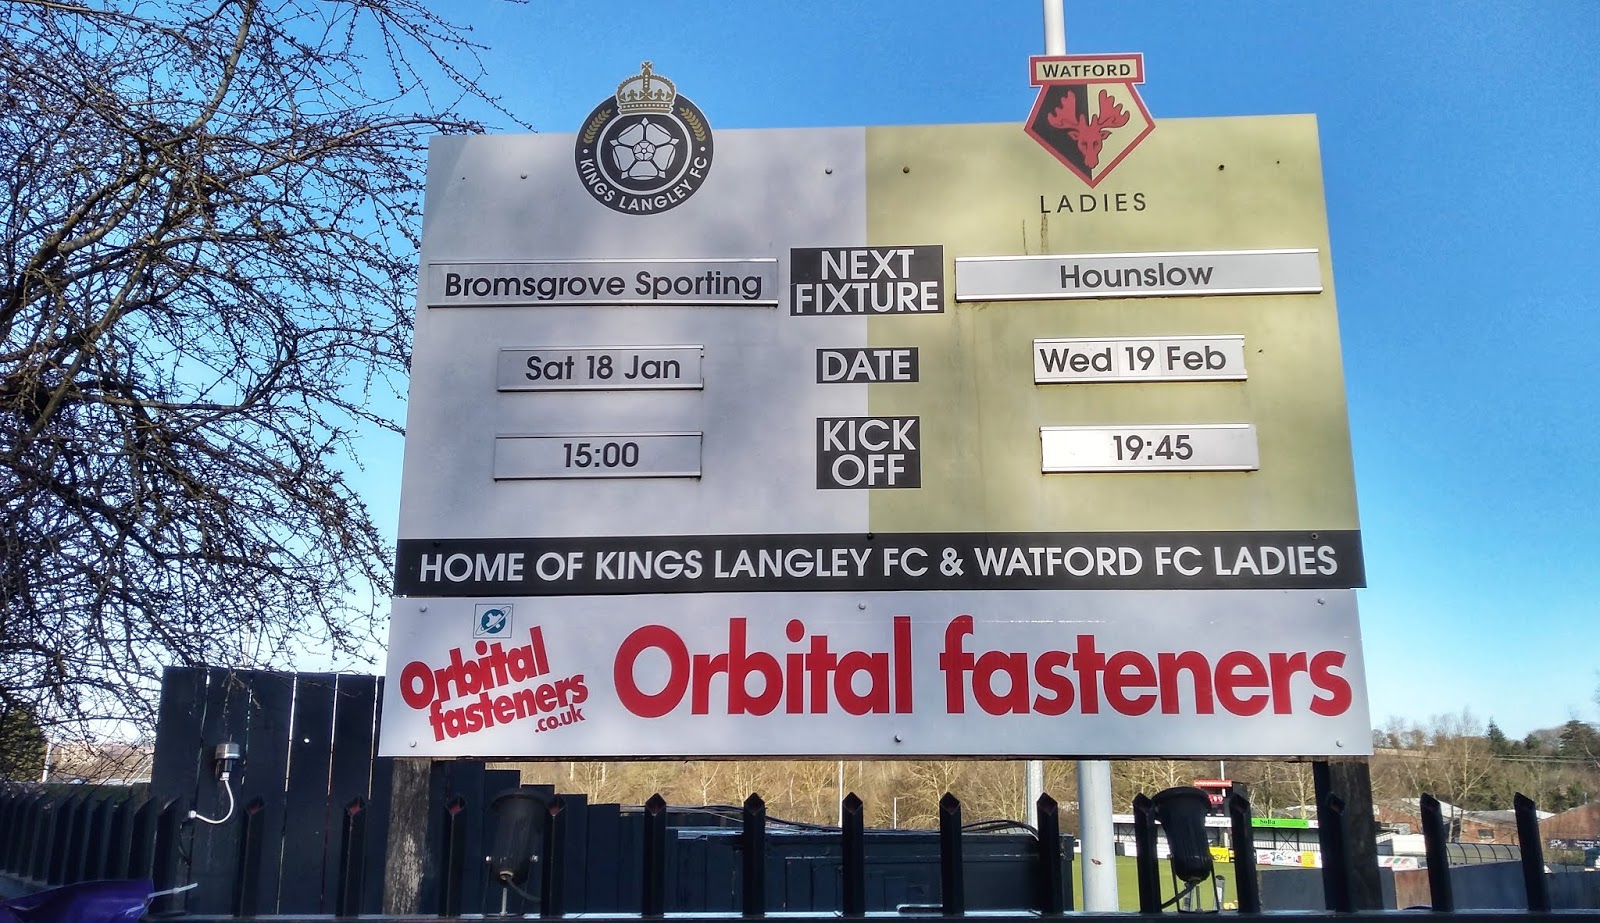 KINGS LANGLEY FC
WATFORD
LADIES
Bromsgrove Sporting
NEXT
FIXTURE
Hounslow
Sat 18 Jan
DATE
Wed 19 Feb
15:00
KICK
OFF
19:45
HOME OF KINGS LANGLEY FC & WATFORD FC LADIES
Orbital
fasteners
.co.uk
Orbital fasteners
SoBa